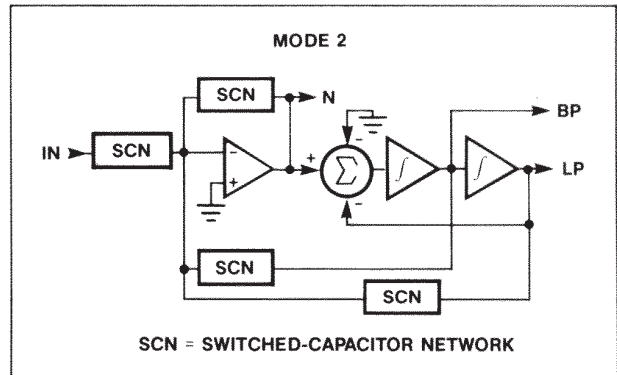 MODE 2
SCN
N
BP
IN
SCN
-
+
+
-
Σ
-
∫
∫
LP
SCN
SCN
SCN = SWITCHED-CAPACITOR NETWORK